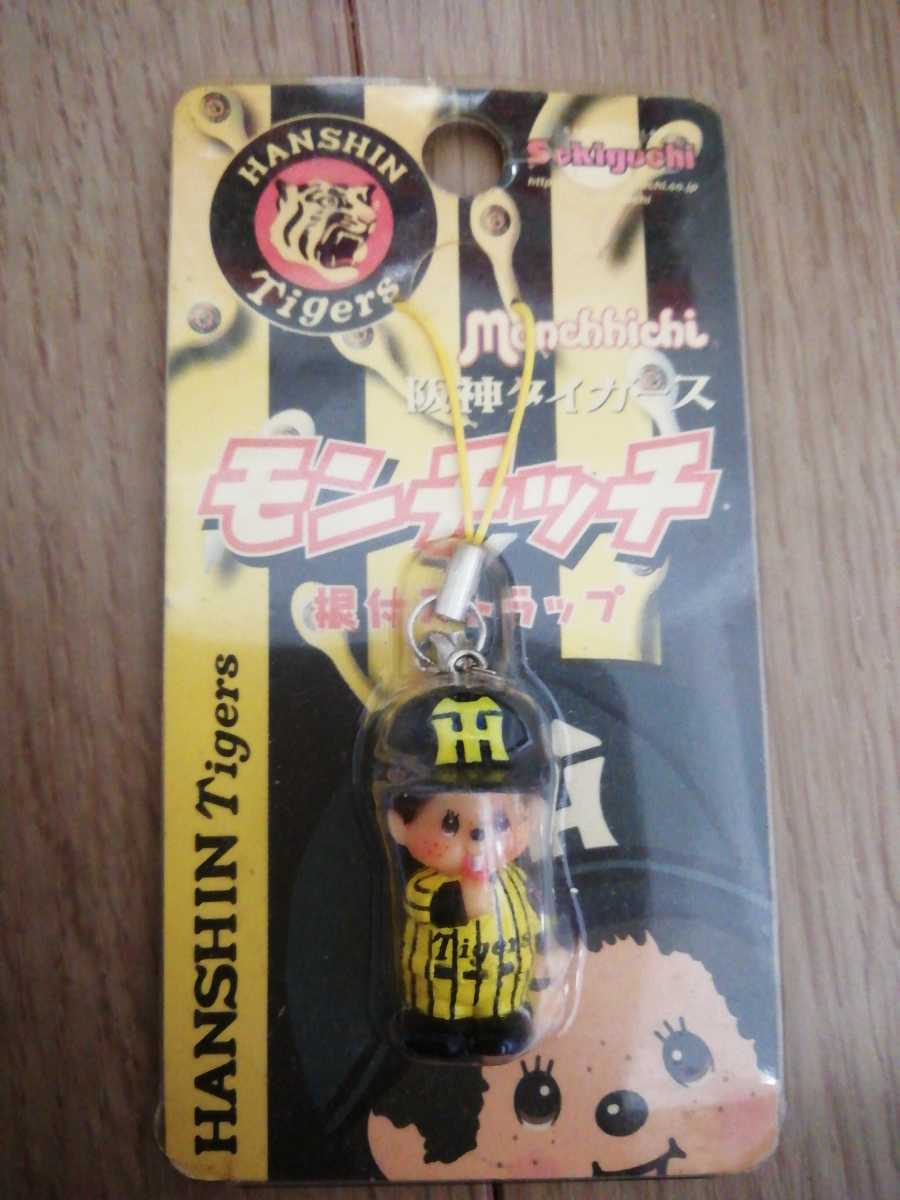 HANSHIN
Tigers
Sekiguchi
Monchhichi
阪神タイガース
モンチッチ
根付ストラップ
HANSHIN Tigers
Tigers